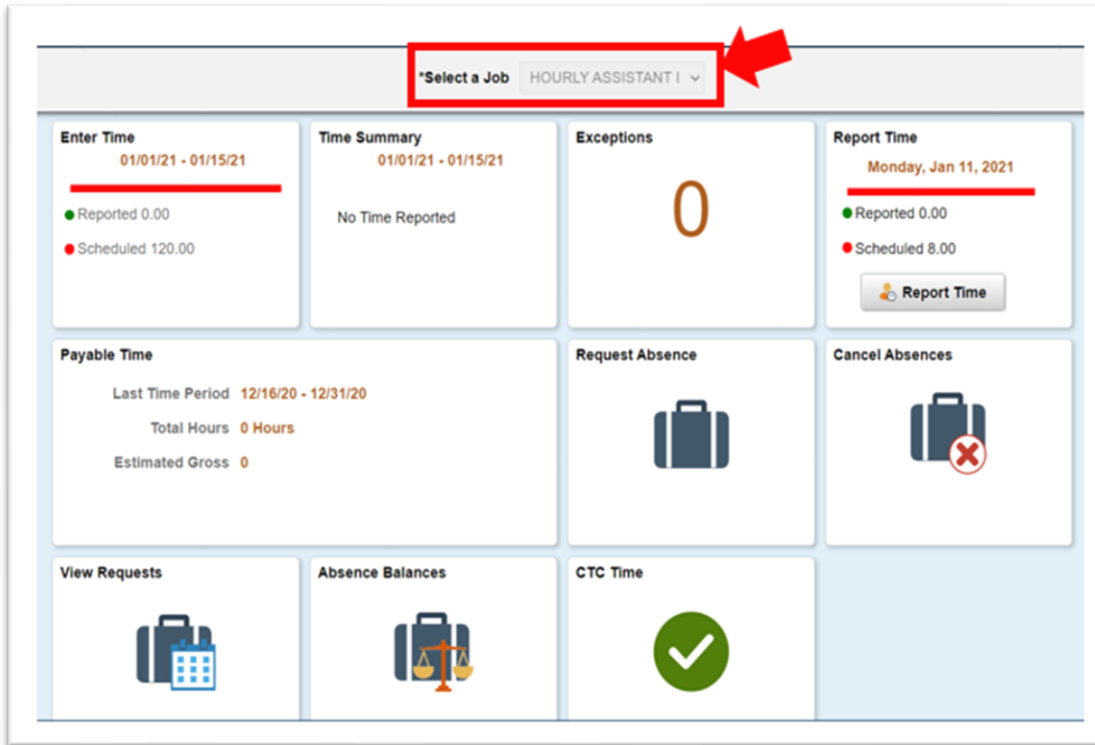 *Select a Job HOURLY ASSISTANT I
Enter Time
01/01/21 - 01/15/21
Reported 0.00
Scheduled 120.00
Time Summary
01/01/21 - 01/15/21
No Time Reported
Exceptions
0
Report Time
Monday, Jan 11, 2021
Reported 0.00
Scheduled 8.00
Report Time
Payable Time
Last Time Period 12/16/20 - 12/31/20
Total Hours 0 Hours
Estimated Gross 0
Request Absence
Cancel Absences
View Requests
Absence Balances
CTC Time